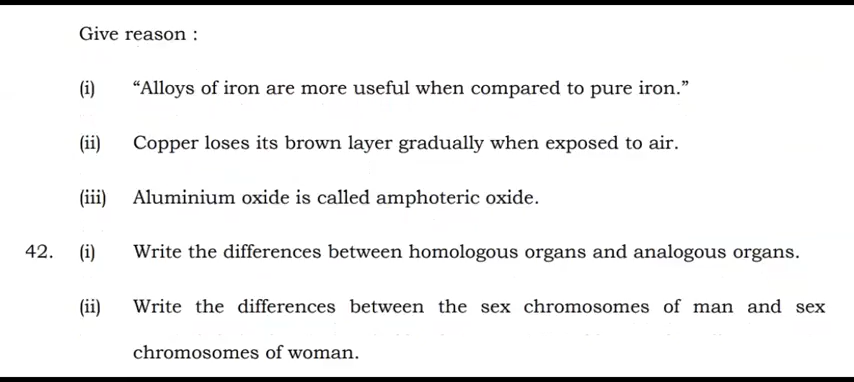 Give reason :
(i) “Alloys of iron are more useful when compared to pure iron.”
(ii) Copper loses its brown layer gradually when exposed to air.
(iii) Aluminium oxide is called amphoteric oxide.
42. (i) Write the differences between homologous organs and analogous organs.
(ii) Write the differences between the sex chromosomes of man and sex
chromosomes of woman.